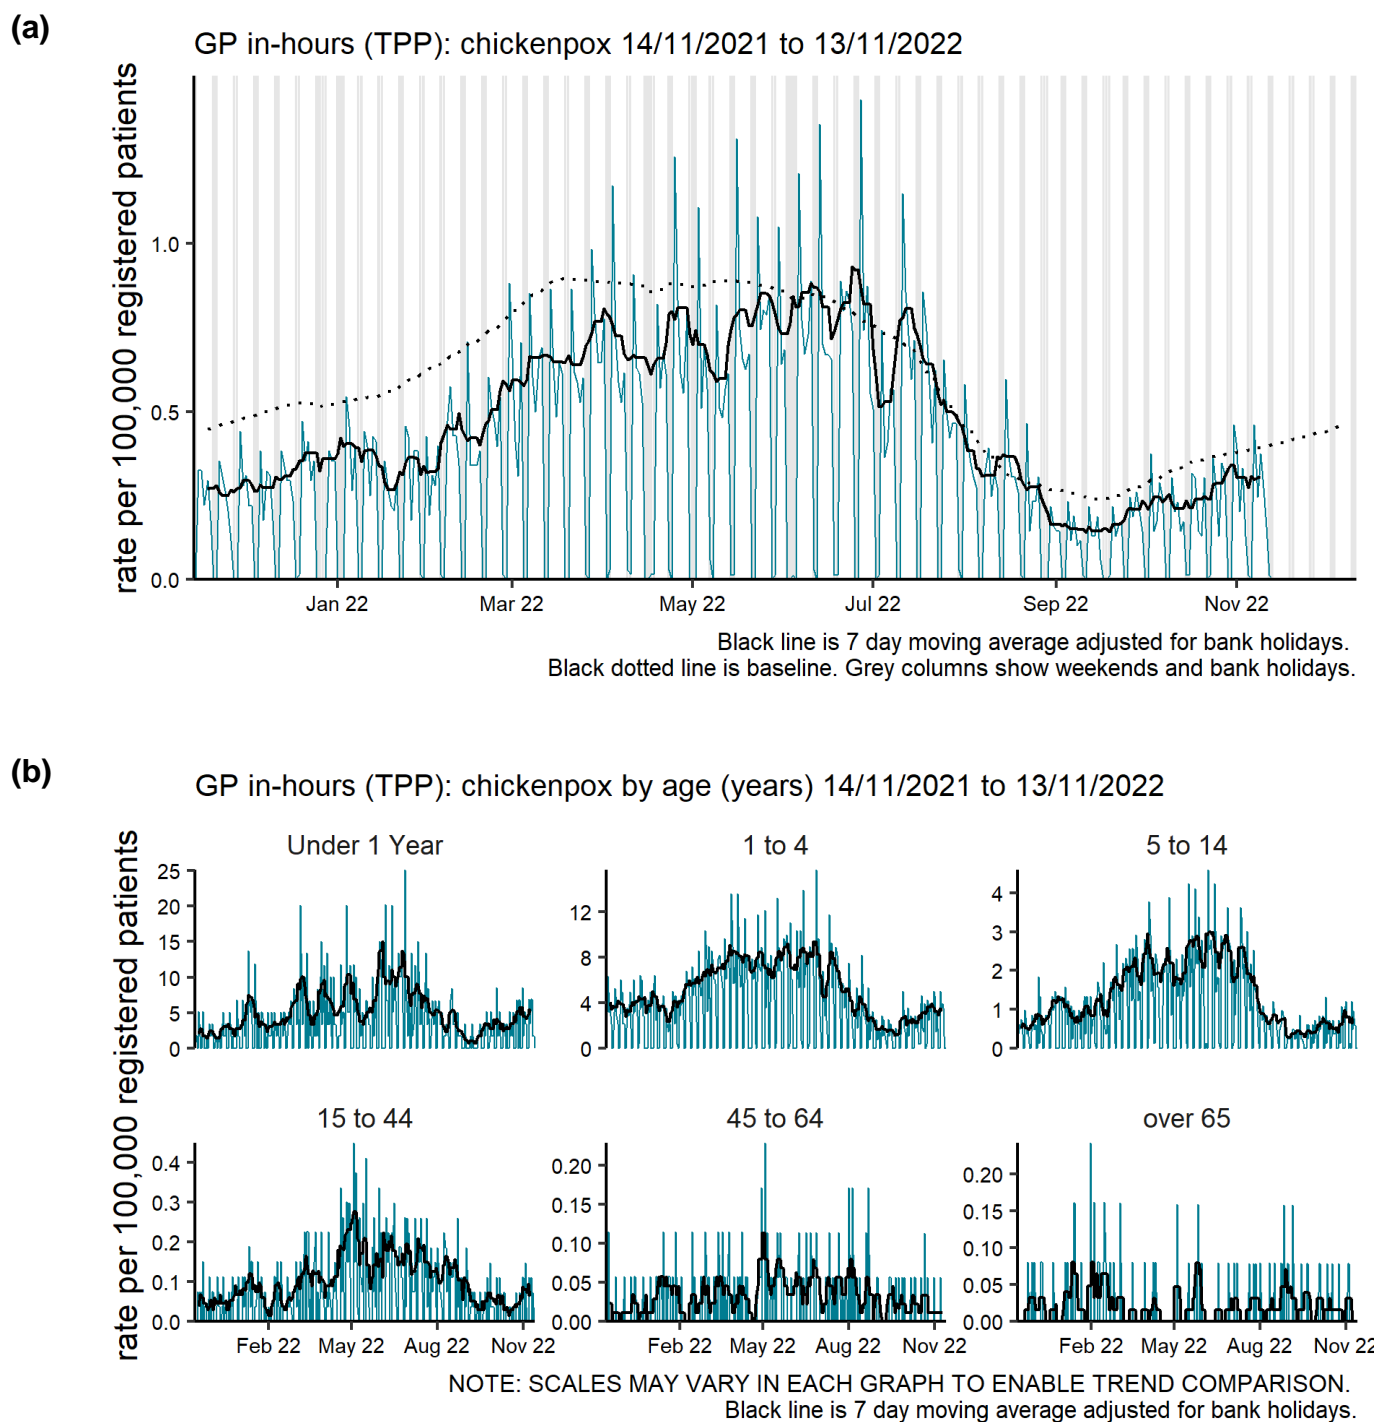 (a)
GP in-hours (TPP): chickenpox 14/11/2021 to 13/11/2022
rate per 100,000 registered patients
1.0
0.5
0.0
Jan 22 Mar 22 May 22 Jul 22 Sep 22 Nov 22
Black line is 7 day moving average adjusted for bank holidays.
Black dotted line is baseline. Grey columns show weekends and bank holidays.
(b)
GP in-hours (TPP): chickenpox by age (years) 14/11/2021 to 13/11/2022
rate per 100,000 registered patients
Under 1 Year
25
20
15
10
5
0
1 to 4
12
8
4
0
5 to 14
4
3
2
1
0
15 to 44
0.4
0.3
0.2
0.1
0.0
Feb 22 May 22 Aug 22 Nov 22
45 to 64
0.20
0.15
0.10
0.05
0.00
Feb 22 May 22 Aug 22 Nov 22
over 65
0.20
0.15
0.10
0.05
0.00
Feb 22 May 22 Aug 22 Nov 22
NOTE: SCALES MAY VARY IN EACH GRAPH TO ENABLE TREND COMPARISON.
Black line is 7 day moving average adjusted for bank holidays.